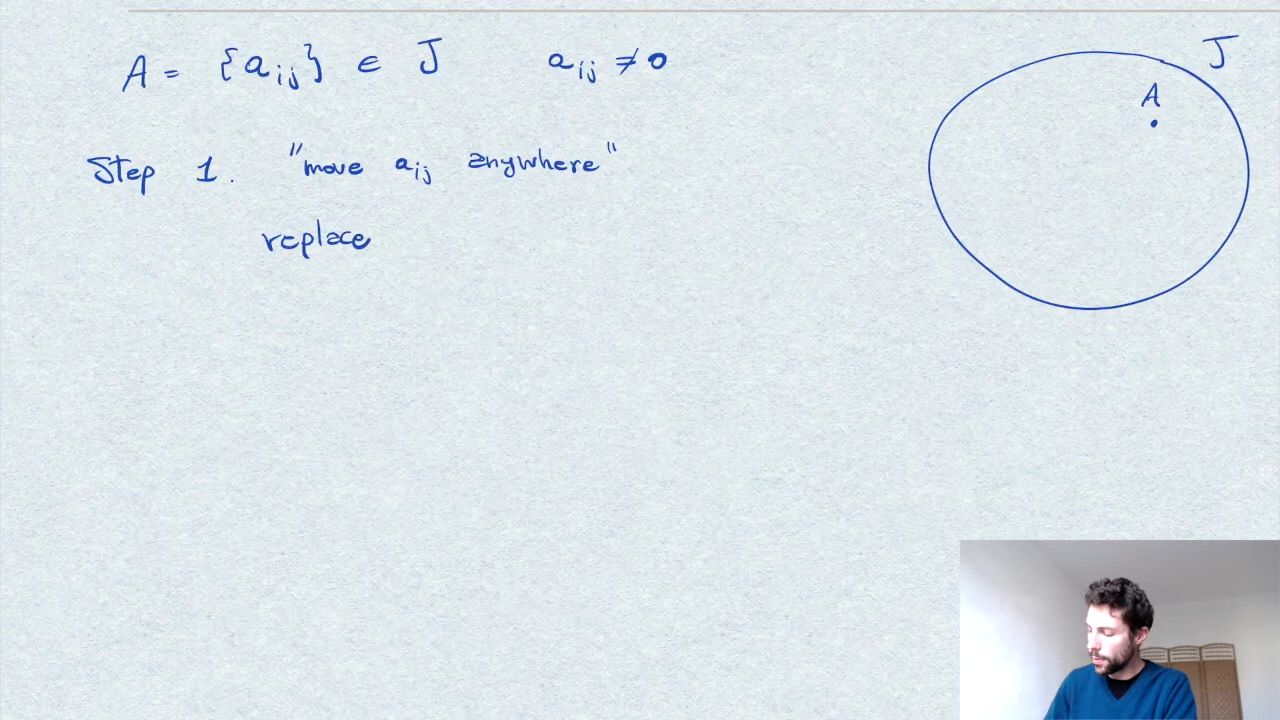 A = {aij} ∈ J aij ≠ 0
J
A
Step 1. "move aij anywhere"
replace